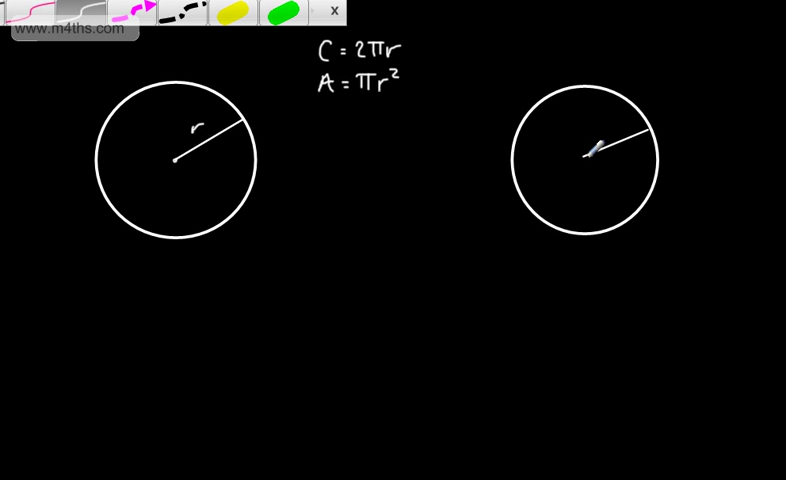 x
www.m4ths.com
C = 2πr
A = πr²
r